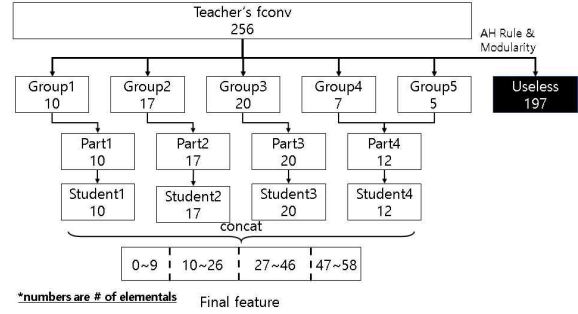 Teacher's fconv
256
AH Rule &
Modularity
Group1 Group2 Group3 Group4 Group5 Useless
10 17 20 7 5 197
Part1 Part2 Part3 Part4
10 17 20 12
Student1 Student2 Student3 Student4
10 17 20 12
concat
0~9 10~26 27~46 47~58
*numbers are # of elementals
Final feature